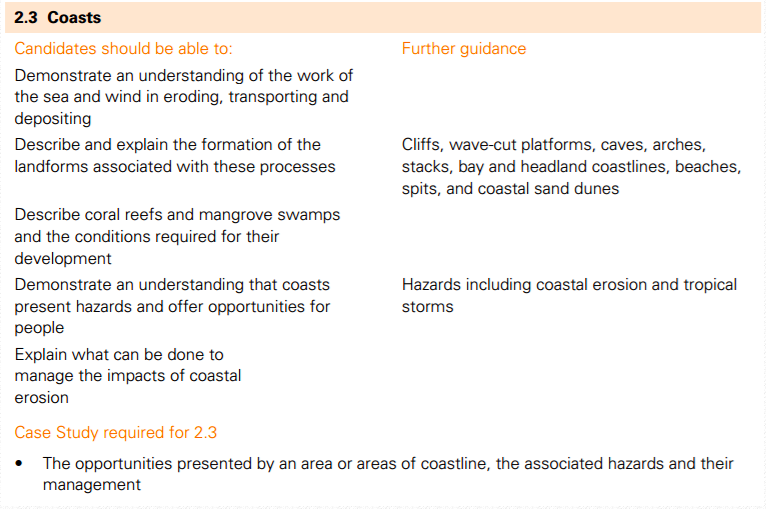 2.3 Coasts
Candidates should be able to:
Further guidance
Demonstrate an understanding of the work of
the sea and wind in eroding, transporting and
depositing
Describe and explain the formation of the
landforms associated with these processes
Cliffs, wave-cut platforms, caves, arches,
stacks, bay and headland coastlines, beaches,
spits, and coastal sand dunes
Describe coral reefs and mangrove swamps
and the conditions required for their
development
Demonstrate an understanding that coasts
present hazards and offer opportunities for
people
Hazards including coastal erosion and tropical
storms
Explain what can be done to
manage the impacts of coastal
erosion
Case Study required for 2.3
• The opportunities presented by an area or areas of coastline, the associated hazards and their
management